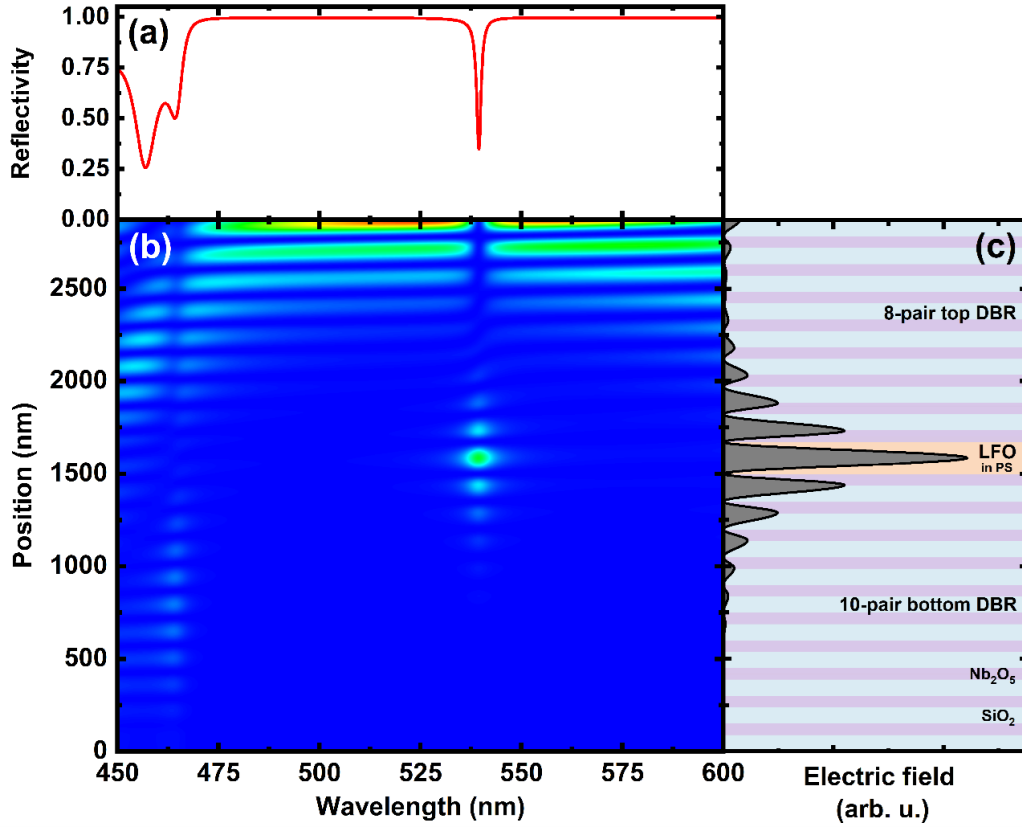 (a)
Reflectivity
1.00
0.75
0.50
0.25
0.00
(b)
Position (nm)
2500
2000
1500
1000
500
0
450
475
500
525
550
575
600
Wavelength (nm)
(c)
8-pair top DBR
LFO
in PS
10-pair bottom DBR
Nb₂O₅
SiO₂
Electric field
(arb. u.)